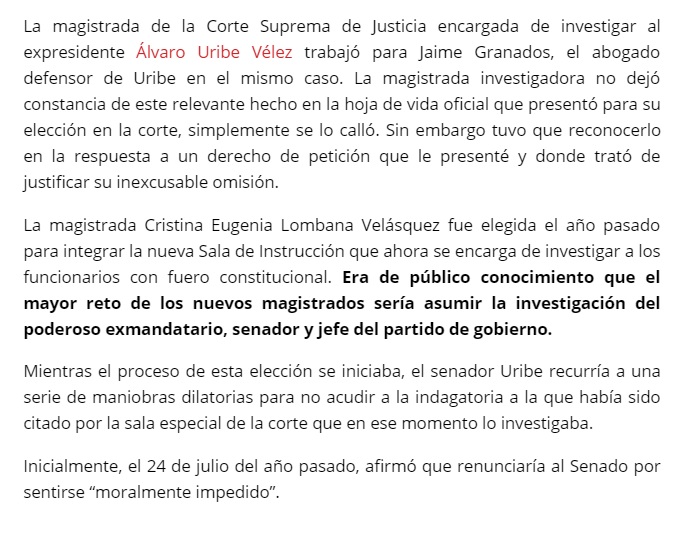 La magistrada de la Corte Suprema de Justicia encargada de investigar al
expresidente Álvaro Uribe Vélez trabajó para Jaime Granados, el abogado
defensor de Uribe en el mismo caso. La magistrada investigadora no dejó
constancia de este relevante hecho en la hoja de vida oficial que presentó para su
elección en la corte, simplemente se lo calló. Sin embargo tuvo que reconocerlo
en la respuesta a un derecho de petición que le presenté y donde trató de
justificar su inexcusable omisión.
La magistrada Cristina Eugenia Lombana Velásquez fue elegida el año pasado
para integrar la nueva Sala de Instrucción que ahora se encarga de investigar a los
funcionarios con fuero constitucional. Era de público conocimiento que el
mayor reto de los nuevos magistrados sería asumir la investigación del
poderoso exmandatario, senador y jefe del partido de gobierno.
Mientras el proceso de esta elección se iniciaba, el senador Uribe recurría a una
serie de maniobras dilatorias para no acudir a la indagatoria a la que había sido
citado por la sala especial de la corte que en ese momento lo investigaba.
Inicialmente, el 24 de julio del año pasado, afirmó que renunciaría al Senado por
sentirse “moralmente impedido”.